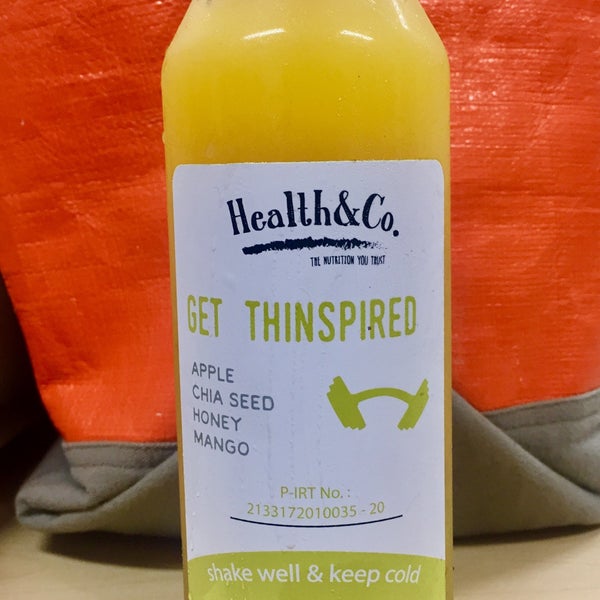 Health&Co.
THE NUTRITION YOU TRUST
GET THINSPIRED
APPLE
CHIA SEED
HONEY
MANGO
P-IRT No. :
2133172010035 - 20
shake well & keep cold